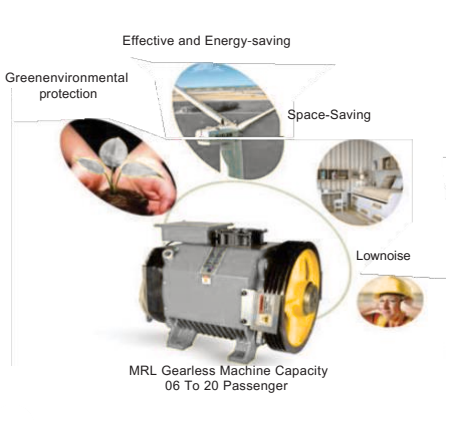 Effective and Energy-saving
Greenenvironmental
protection
Space-Saving
Lownoise
MRL Gearless Machine Capacity
06 To 20 Passenger